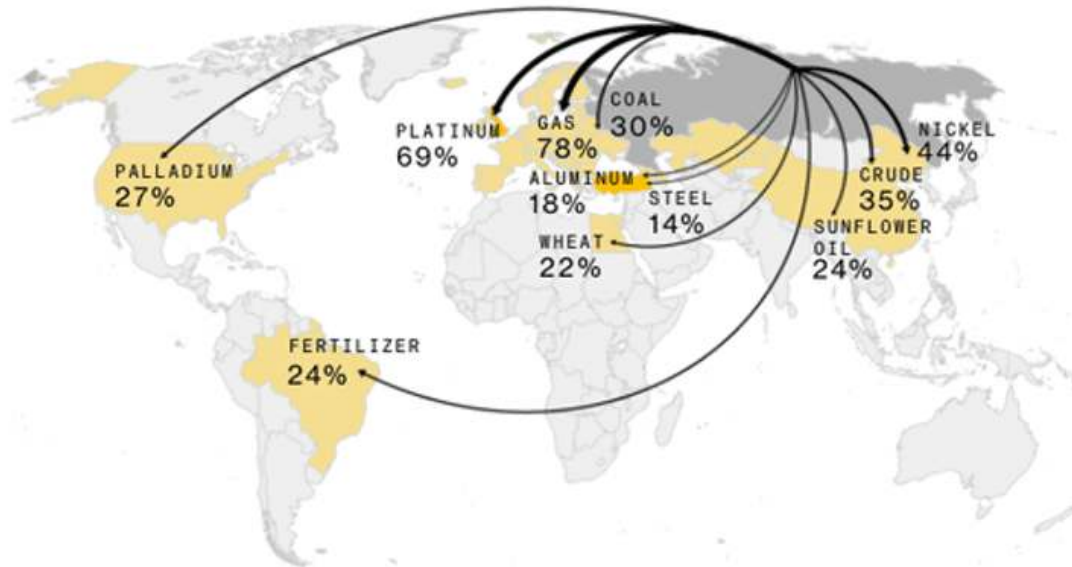 COAL
30%
GAS
78%
PLATINUM
69%
NICKEL
44%
PALLADIUM
27%
ALUMINUM
18%
CRUDE
35%
STEEL
14%
SUNFLOWER
OIL
24%
WHEAT
22%
FERTILIZER
24%